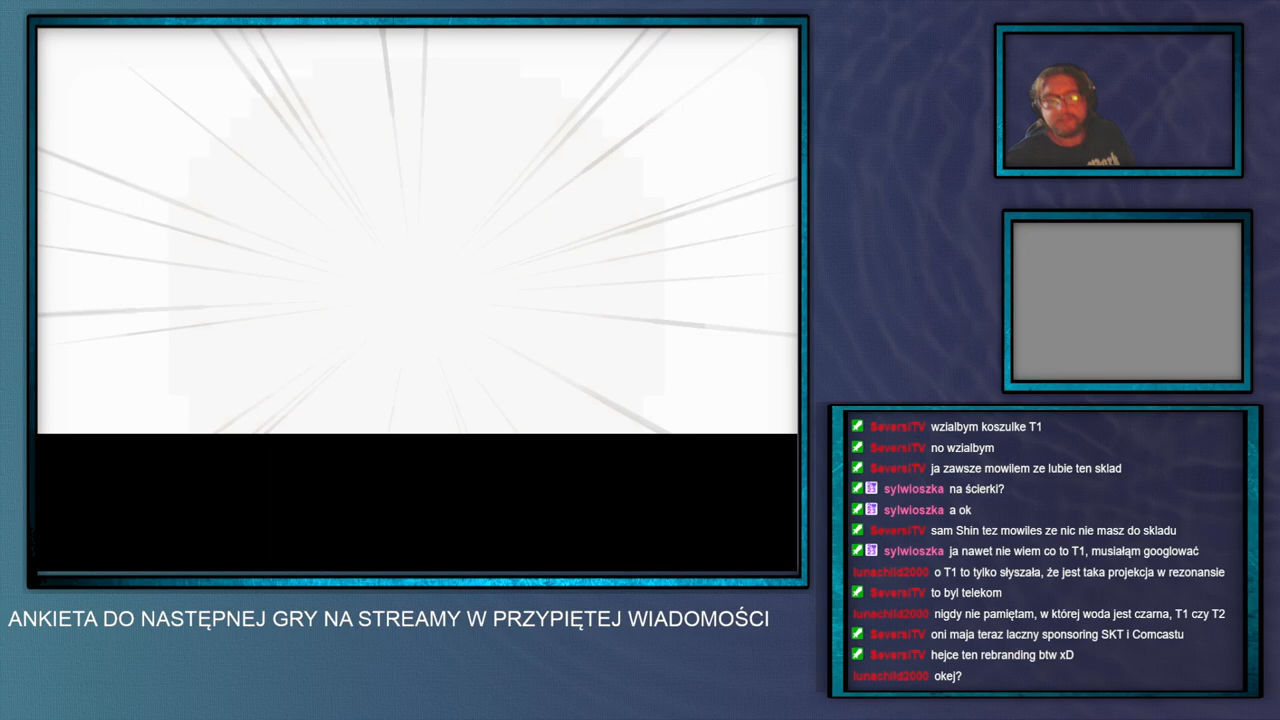 SeversiTV wzialbym koszulke T1
SeversiTV no wzialbym
SeversiTV ja zawsze mowilem ze lubie ten sklad
sylwioszka na ścierki?
sylwioszka a ok
SeversiTV sam Shin tez mowiles ze nic nie masz do skladu
sylwioszka ja nawet nie wiem co to T1, musiałąm googlować
lunachild2000 o T1 to tylko słyszała, że jest taka projekcja w rezonansie
SeversiTV to byl telekom
lunachild2000 nigdy nie pamiętam, w której woda jest czarna, T1 czy T2
SeversiTV oni maja teraz laczny sponsoring SKT i Comcastu
SeversiTV hejce ten rebranding btw xD
lunachild2000 okej?
ANKIETA DO NASTĘPNEJ GRY NA STREAMY W PRZYPIĘTEJ WIADOMOŚCI